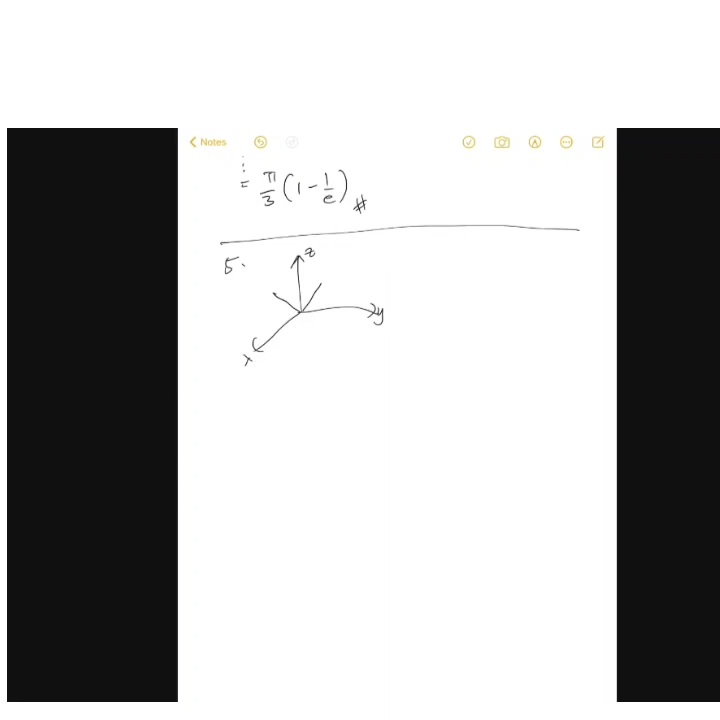 Notes
⋮
= π/3 (1 - 1/e) #
5.
z
y
x